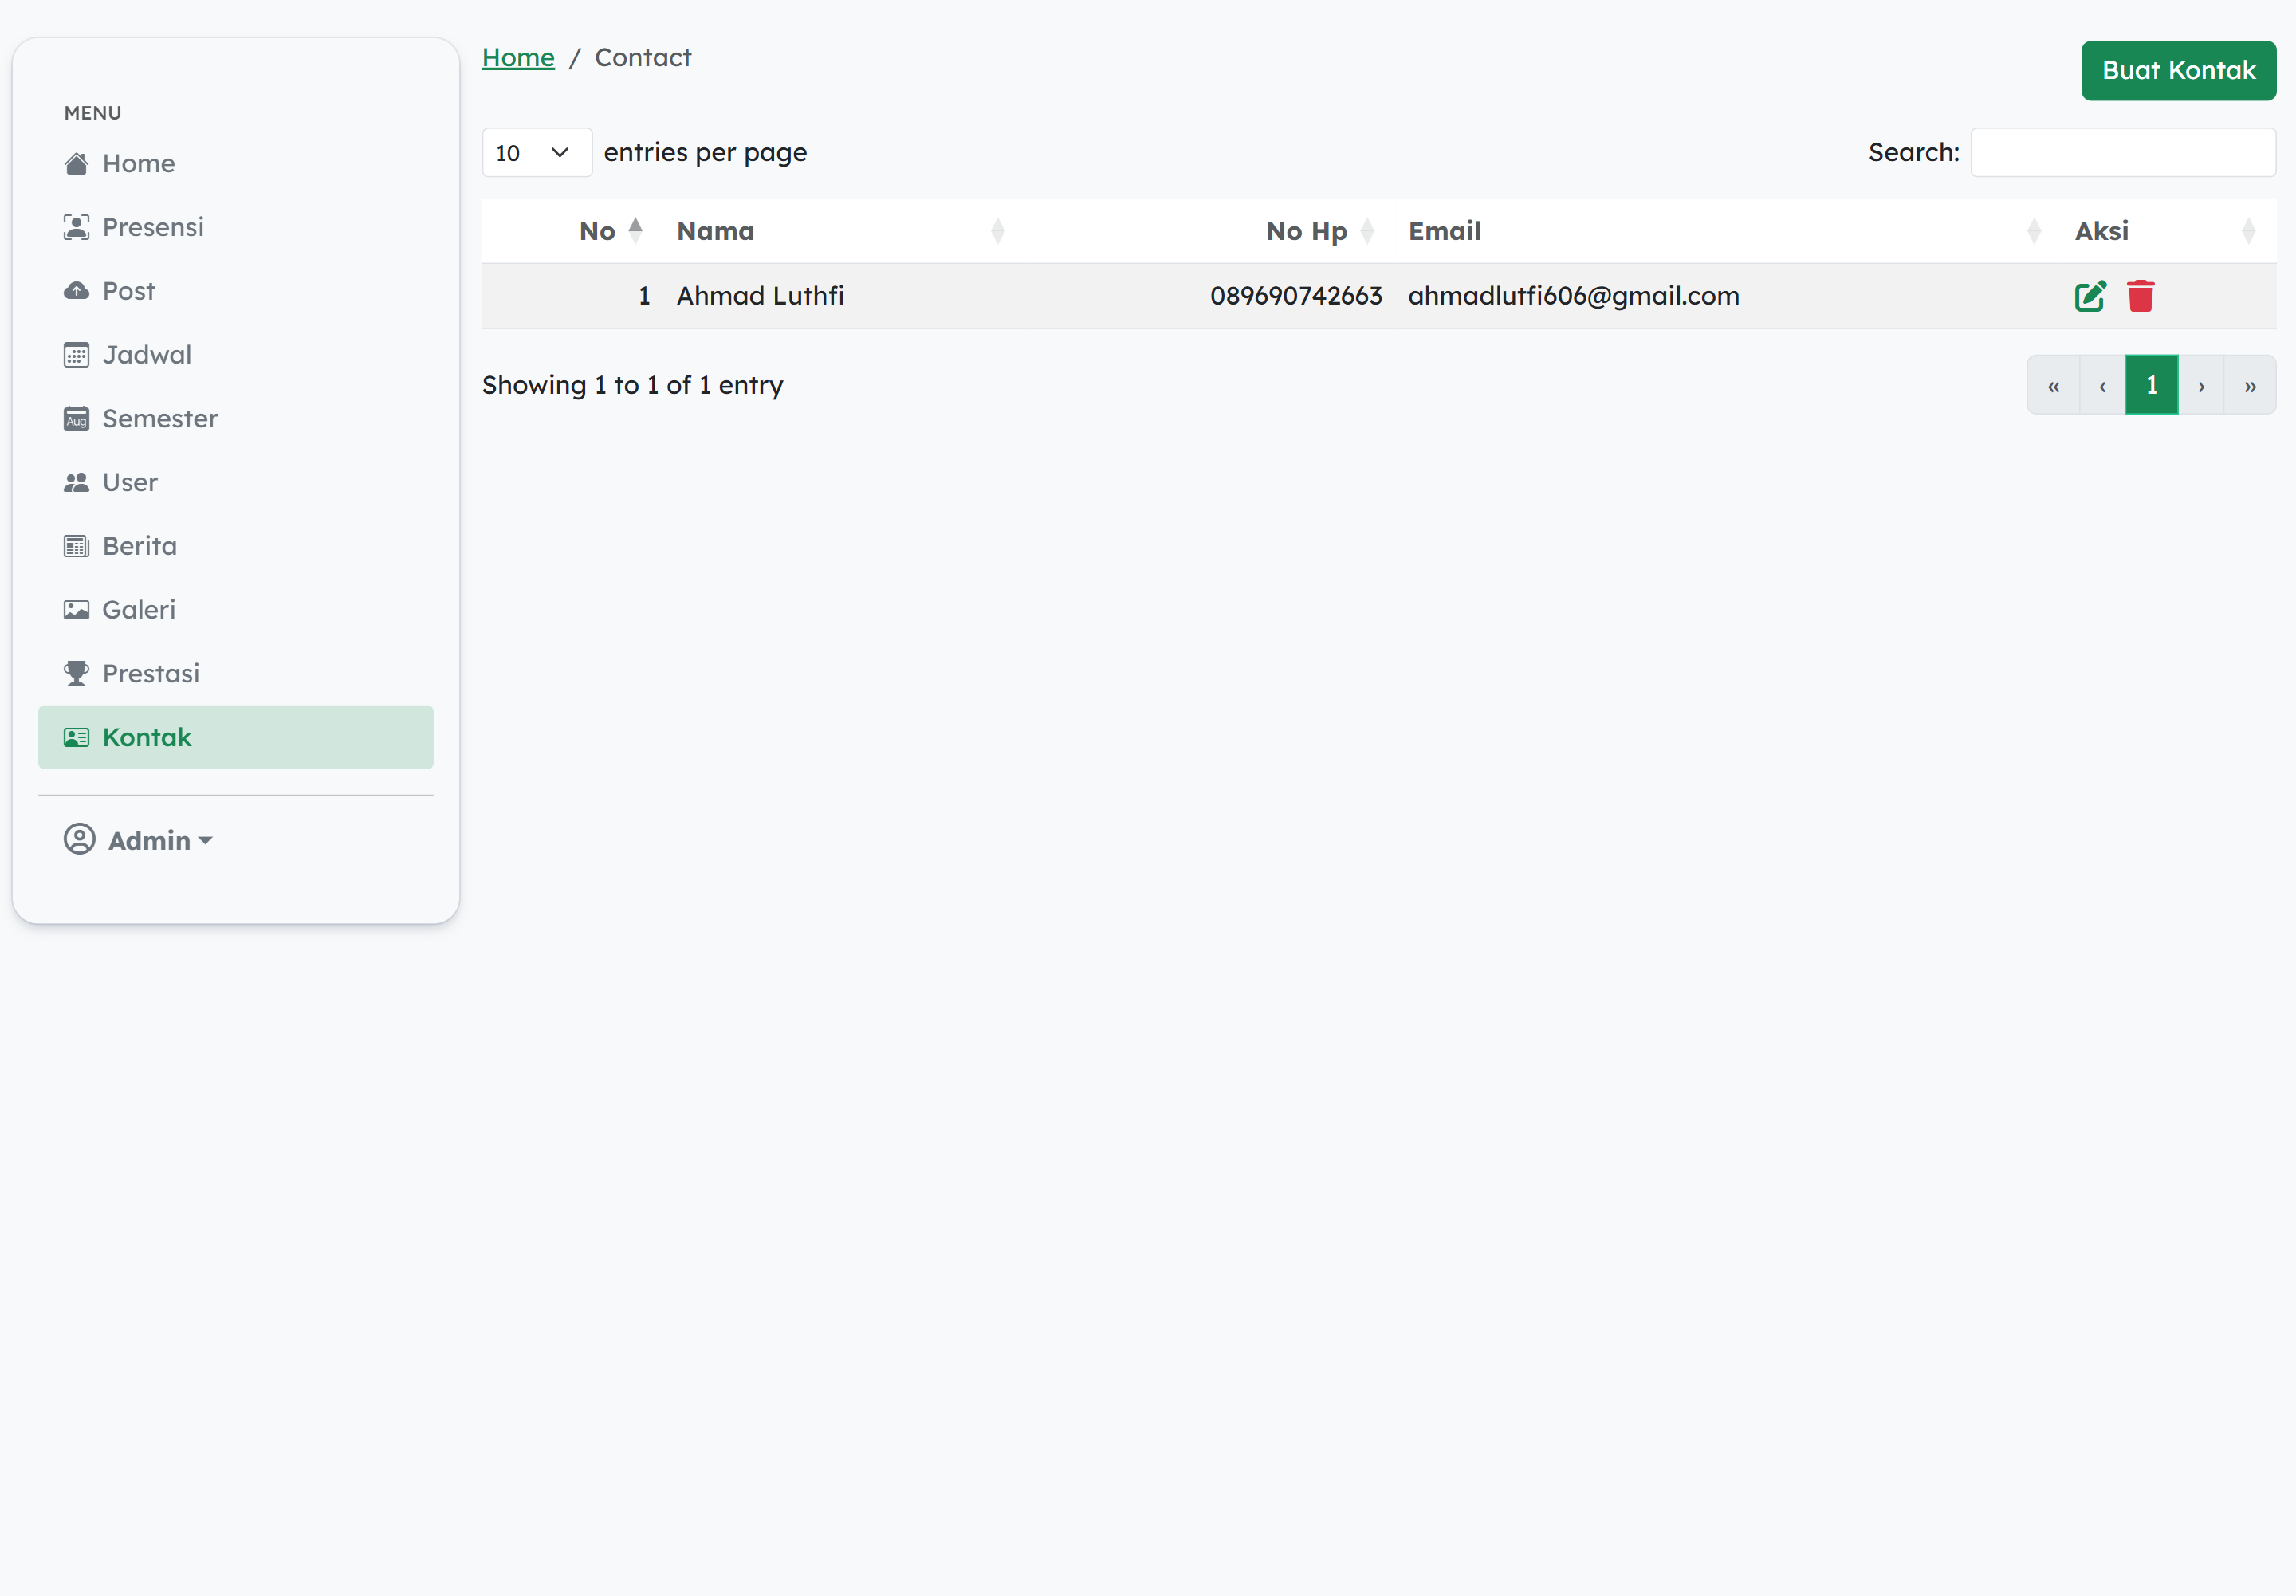 MENU
Home
Presensi
Post
Jadwal
Aug Semester
User
Berita
Galeri
Prestasi
Kontak
Admin
Home / Contact
Buat Kontak
10 entries per page
Search:
No Nama No Hp Email Aksi
1 Ahmad Luthfi 089690742663 ahmadlutfi606@gmail.com
Showing 1 to 1 of 1 entry
« ‹ 1 › »